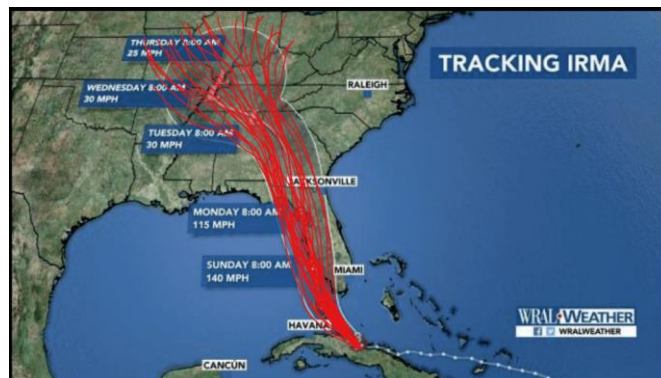 THURSDAY 8:00 AM
25 MPH
TRACKING IRMA
WEDNESDAY 8:00 AM
30 MPH
RALEIGH
TUESDAY 8:00 AM
30 MPH
JACKSONVILLE
MONDAY 8:00 AM
115 MPH
SUNDAY 8:00 AM
140 MPH
MIAMI
WRAL WEATHER
WRALWEATHER
HAVANA
CANCÚN